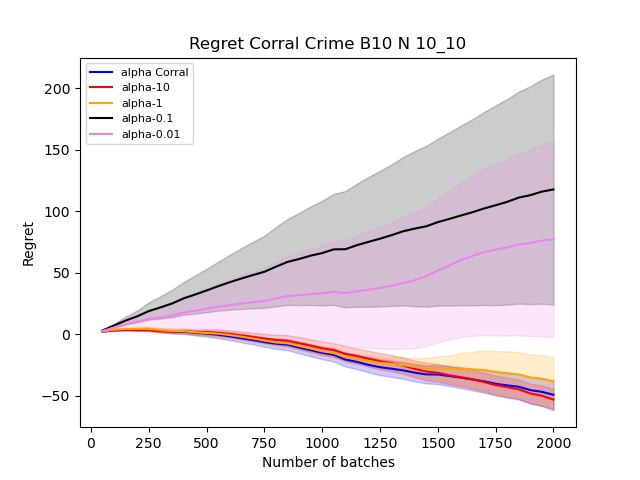 Regret Corral Crime B10 N 10_10
alpha Corral
alpha-10
alpha-1
alpha-0.1
alpha-0.01
200
150
100
50
0
−50
Regret
0 250 500 750 1000 1250 1500 1750 2000
Number of batches